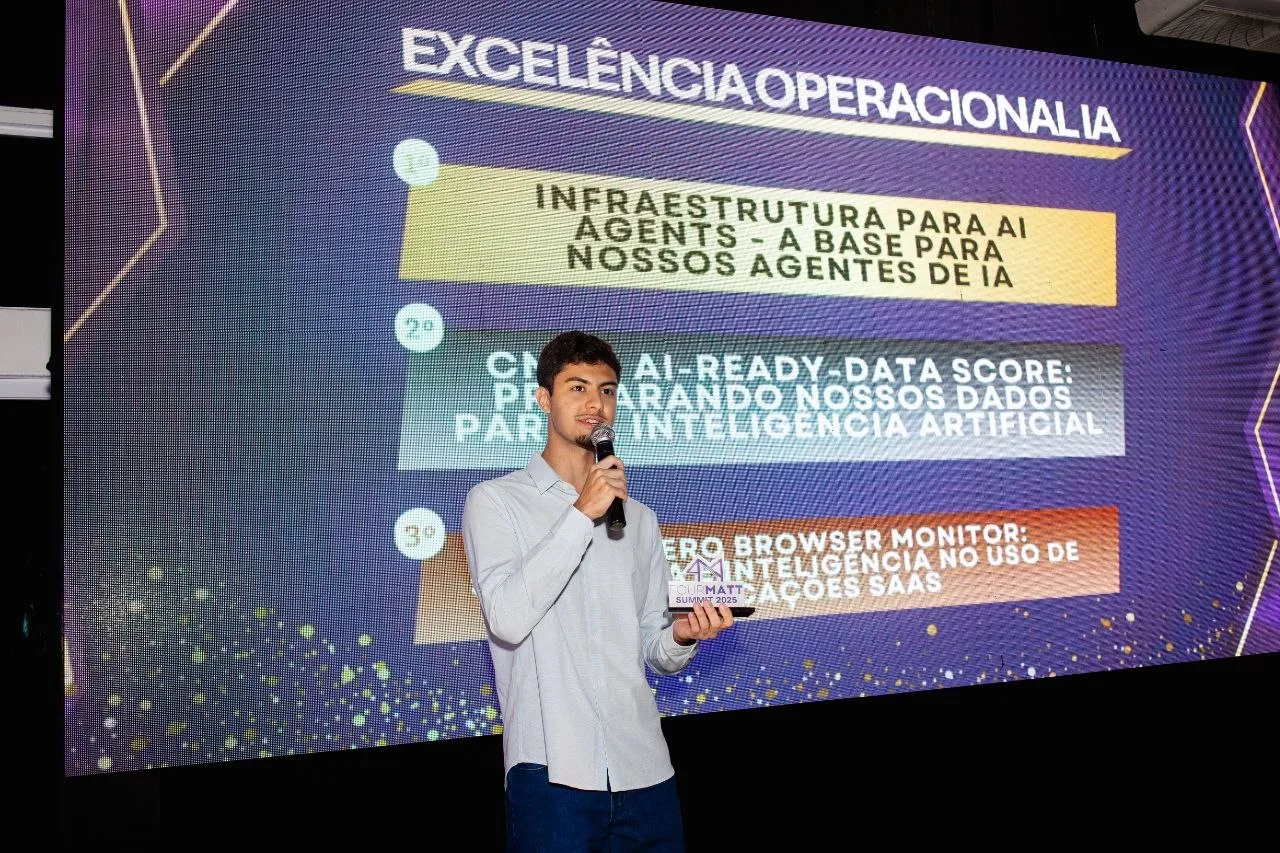 EXCELÊNCIA OPERACIONAL IA
1º
INFRAESTRUTURA PARA AI
AGENTS - A BASE PARA
NOSSOS AGENTES DE IA
2º
AI-READY-DATA SCORE:
NOSSOS DADOS
INTELIGÊNCIA ARTIFICIAL
3º
BROWSER MONITOR:
INTELIGÊNCIA NO USO DE
SAAS
FOURMATT
SUMMIT 2025